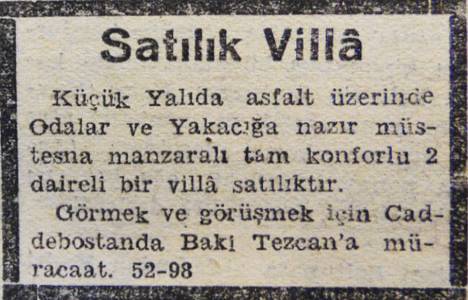 Satılık Villâ
Küçük Yalıda asfalt üzerinde
Odalar ve Yakacığa nazır müs-
tesna manzaralı tam konforlu 2
daireli bir villâ satılıktır.
Görmek ve görüşmek için Cad-
debostanda Baki Tezcan'a mü-
racaat. 52-98